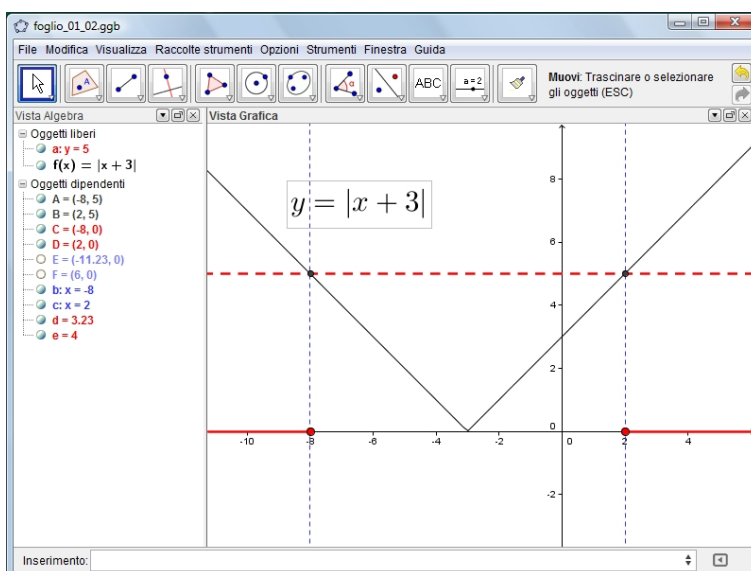 foglio_01_02.ggb
File Modifica Visualizza Raccolte strumenti Opzioni Strumenti Finestra Guida
A
α
ABC
a=2
Muovi: Trascinare o selezionare
gli oggetti (ESC)
Vista Algebra
Vista Grafica
Oggetti liberi
a: y = 5
f(x) = |x + 3|
Oggetti dipendenti
A = (-8, 5)
B = (2, 5)
C = (-8, 0)
D = (2, 0)
E = (-11.23, 0)
F = (6, 0)
b: x = -8
c: x = 2
d = 3.23
e = 4
y = |x + 3|
8
6
4
2
0
-10 -8 -6 -4 -2 0 2 4
-2
Inserimento: